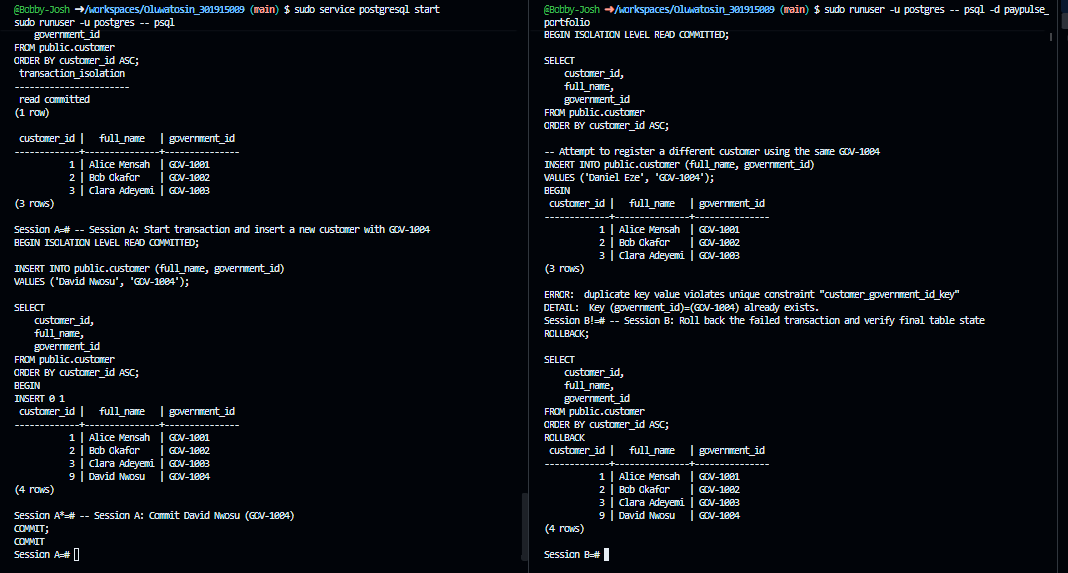 @Bobby-Josh ➜/workspaces/Oluwatosin_301915009 (main) $ sudo service postgresql start
sudo runuser -u postgres -- psql
    government_id
FROM public.customer
ORDER BY customer_id ASC;
 transaction_isolation
-----------------------
 read committed
(1 row)

 customer_id |   full_name   | government_id
-------------+---------------+---------------
           1 | Alice Mensah  | GOV-1001
           2 | Bob Okafor    | GOV-1002
           3 | Clara Adeyemi | GOV-1003
(3 rows)

Session A=# -- Session A: Start transaction and insert a new customer with GOV-1004
BEGIN ISOLATION LEVEL READ COMMITTED;

INSERT INTO public.customer (full_name, government_id)
VALUES ('David Nwosu', 'GOV-1004');

SELECT
    customer_id,
    full_name,
    government_id
FROM public.customer
ORDER BY customer_id ASC;
BEGIN
INSERT 0 1
 customer_id |   full_name   | government_id
-------------+---------------+---------------
           1 | Alice Mensah  | GOV-1001
           2 | Bob Okafor    | GOV-1002
           3 | Clara Adeyemi | GOV-1003
           9 | David Nwosu   | GOV-1004
(4 rows)

Session A*=# -- Session A: Commit David Nwosu (GOV-1004)
COMMIT;
COMMIT
Session A=#
@Bobby-Josh ➜/workspaces/Oluwatosin_301915009 (main) $ sudo runuser -u postgres -- psql -d paypulse_
portfolio
BEGIN ISOLATION LEVEL READ COMMITTED;

SELECT
    customer_id,
    full_name,
    government_id
FROM public.customer
ORDER BY customer_id ASC;

-- Attempt to register a different customer using the same GOV-1004
INSERT INTO public.customer (full_name, government_id)
VALUES ('Daniel Eze', 'GOV-1004');
BEGIN
 customer_id |   full_name   | government_id
-------------+---------------+---------------
           1 | Alice Mensah  | GOV-1001
           2 | Bob Okafor    | GOV-1002
           3 | Clara Adeyemi | GOV-1003
(3 rows)

ERROR:  duplicate key value violates unique constraint "customer_government_id_key"
DETAIL:  Key (government_id)=(GOV-1004) already exists.
Session B!=# -- Session B: Roll back the failed transaction and verify final table state
ROLLBACK;

SELECT
    customer_id,
    full_name,
    government_id
FROM public.customer
ORDER BY customer_id ASC;
ROLLBACK
 customer_id |   full_name   | government_id
-------------+---------------+---------------
           1 | Alice Mensah  | GOV-1001
           2 | Bob Okafor    | GOV-1002
           3 | Clara Adeyemi | GOV-1003
           9 | David Nwosu   | GOV-1004
(4 rows)

Session B=#